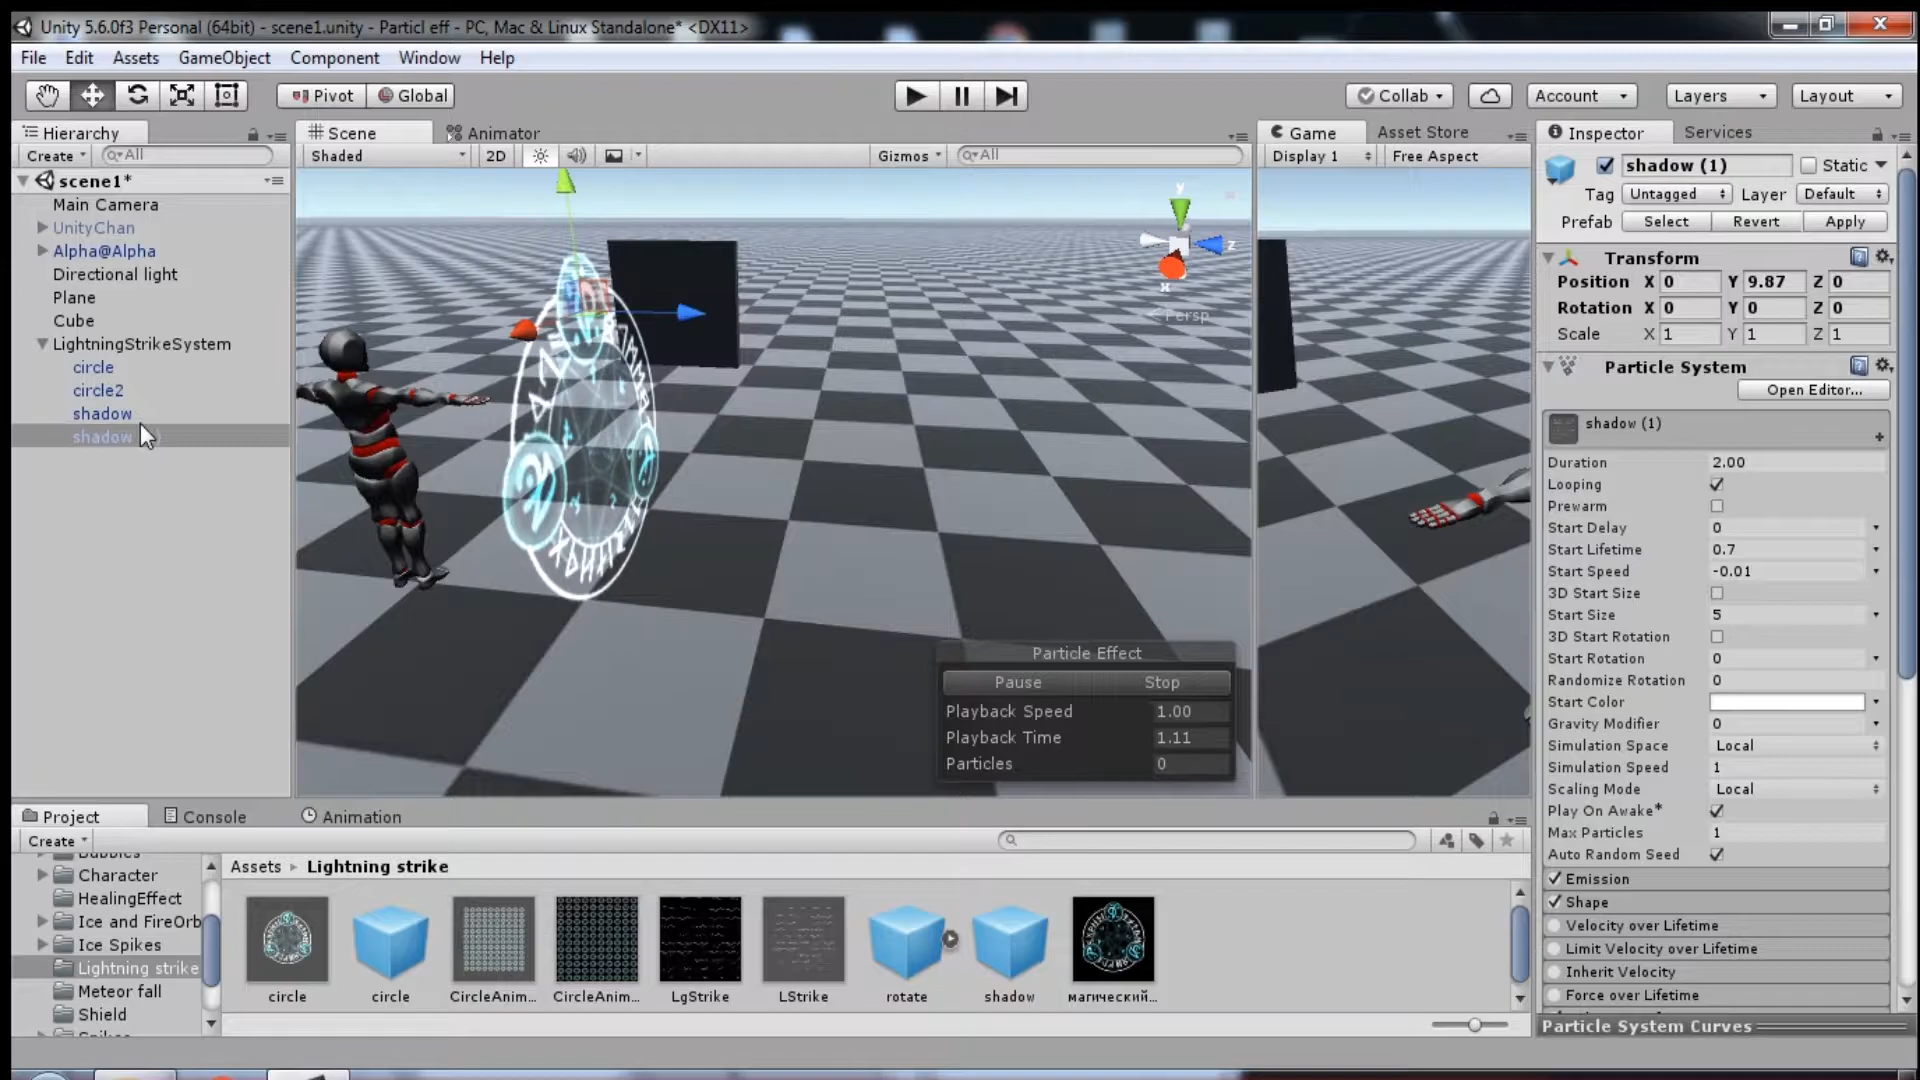 Unity 5.6.0f3 Personal (64bit) - scene1.unity - Particl eff - PC, Mac & Linux Standalone* <DX11>
File Edit Assets GameObject Component Window Help
Pivot Global Collab Account Layers Layout
Hierarchy
Create All
scene1*
Main Camera
UnityChan
Alpha@Alpha
Directional light
Plane
Cube
LightningStrikeSystem
circle
circle2
shadow
shadow
Scene Animator
Shaded 2D Gizmos All
y
z
x
Persp
Particle Effect
Pause Stop
Playback Speed 1.00
Playback Time 1.11
Particles 0
Game Asset Store
Display 1 Free Aspect
Inspector Services
shadow (1) Static
Tag Untagged Layer Default
Prefab Select Revert Apply
Transform
Position X 0 Y 9.87 Z 0
Rotation X 0 Y 0 Z 0
Scale X 1 Y 1 Z 1
Particle System
Open Editor...
shadow (1)
Duration 2.00
Looping
Prewarm
Start Delay 0
Start Lifetime 0.7
Start Speed -0.01
3D Start Size
Start Size 5
3D Start Rotation
Start Rotation 0
Randomize Rotation 0
Start Color
Gravity Modifier 0
Simulation Space Local
Simulation Speed 1
Scaling Mode Local
Play On Awake*
Max Particles 1
Auto Random Seed
Emission
Shape
Velocity over Lifetime
Limit Velocity over Lifetime
Inherit Velocity
Force over Lifetime
Particle System Curves
Project Console Animation
Create
Bubbles
Character
HealingEffect
Ice and FireOrb
Ice Spikes
Lightning strike
Meteor fall
Shield
Assets Lightning strike
circle circle CircleAnim... CircleAnim... LgStrike LStrike rotate shadow магический...